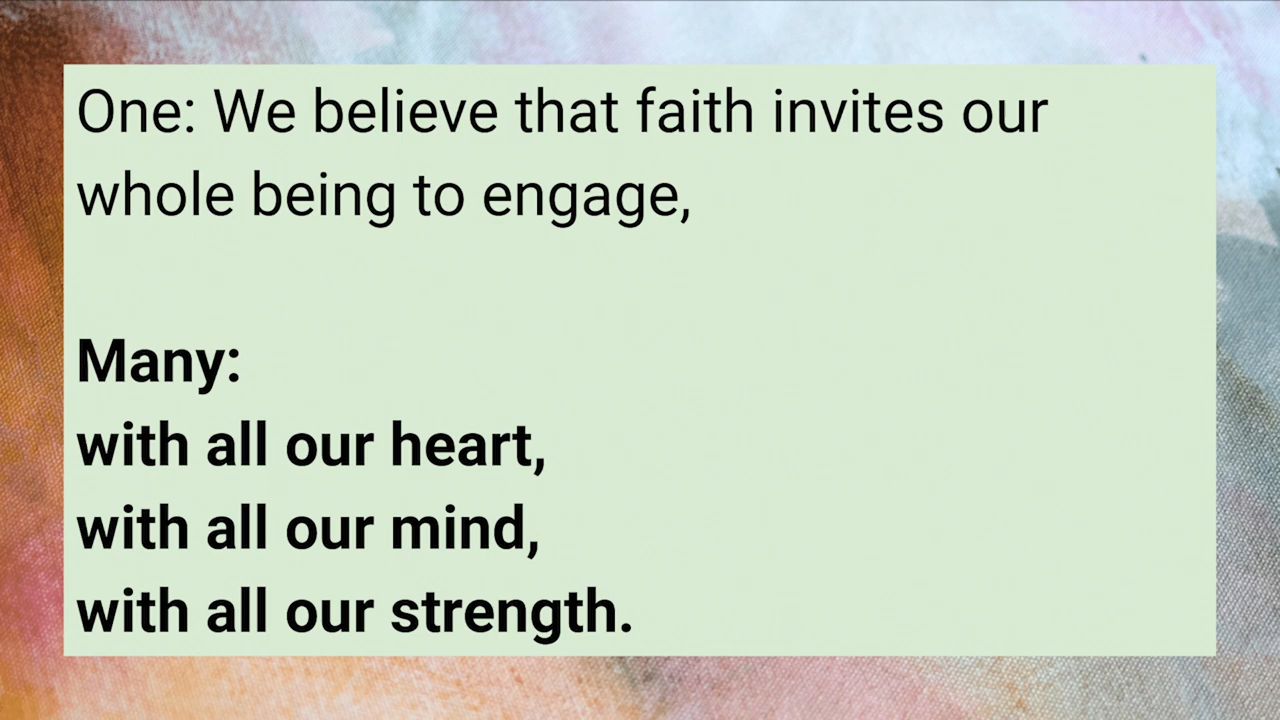 One: We believe that faith invites our
whole being to engage,
Many:
with all our heart,
with all our mind,
with all our strength.